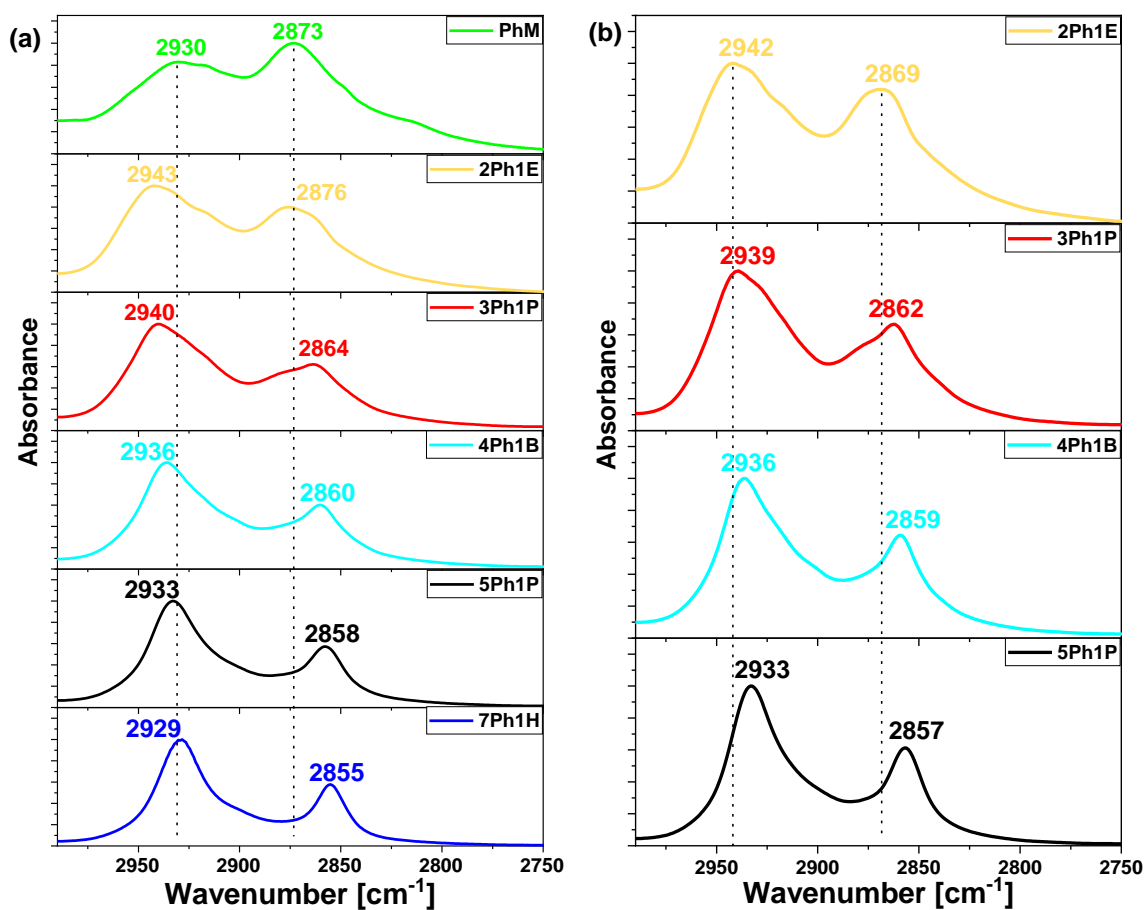 (a)
PhM
2930
2873
2943
2876
2Ph1E
2940
2864
3Ph1P
2936
2860
4Ph1B
2933
2858
5Ph1P
2929
2855
7Ph1H
Absorbance
2950
2900
2850
2800
2750
Wavenumber [cm⁻¹]
(b)
2Ph1E
2942
2869
3Ph1P
2939
2862
4Ph1B
2936
2859
5Ph1P
2933
2857
Absorbance
2950
2900
2850
2800
2750
Wavenumber [cm⁻¹]